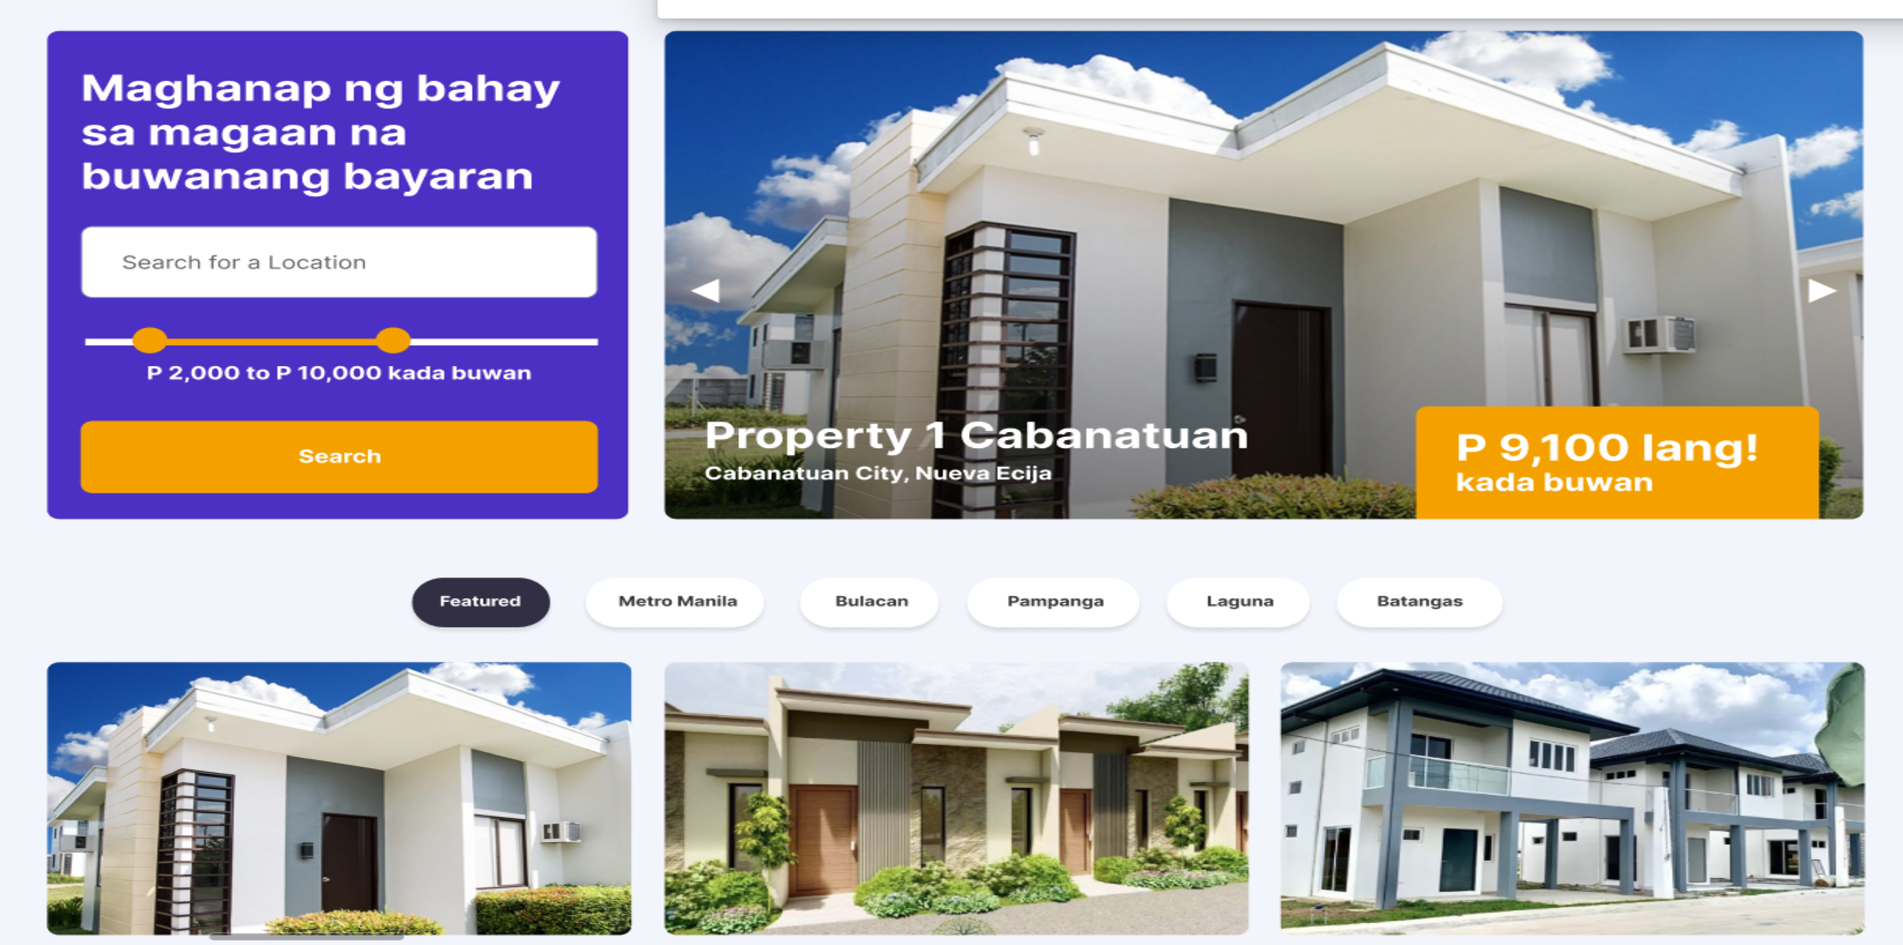 Maghanap ng bahay
sa magaan na
buwanang bayaran
Search for a Location
P 2,000 to P 10,000 kada buwan
Search
Property 1 Cabanatuan
Cabanatuan City, Nueva Ecija
P 9,100 lang!
kada buwan
Featured
Metro Manila
Bulacan
Pampanga
Laguna
Batangas